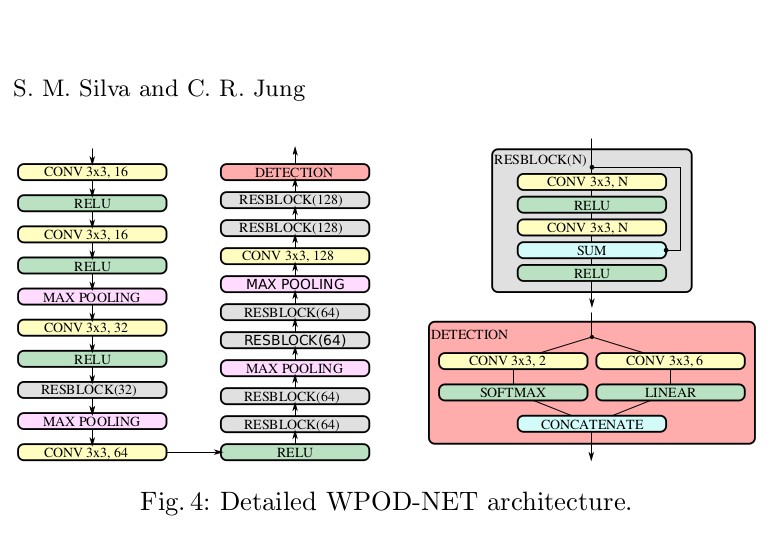 S. M. Silva and C. R. Jung
CONV 3x3, 16
RELU
CONV 3x3, 16
RELU
MAX POOLING
CONV 3x3, 32
RELU
RESBLOCK(32)
MAX POOLING
CONV 3x3, 64
DETECTION
RESBLOCK(128)
RESBLOCK(128)
CONV 3x3, 128
MAX POOLING
RESBLOCK(64)
RESBLOCK(64)
MAX POOLING
RESBLOCK(64)
RESBLOCK(64)
RELU
RESBLOCK(N)
CONV 3x3, N
RELU
CONV 3x3, N
SUM
RELU
DETECTION
CONV 3x3, 2
CONV 3x3, 6
SOFTMAX
LINEAR
CONCATENATE
Fig. 4: Detailed WPOD-NET architecture.